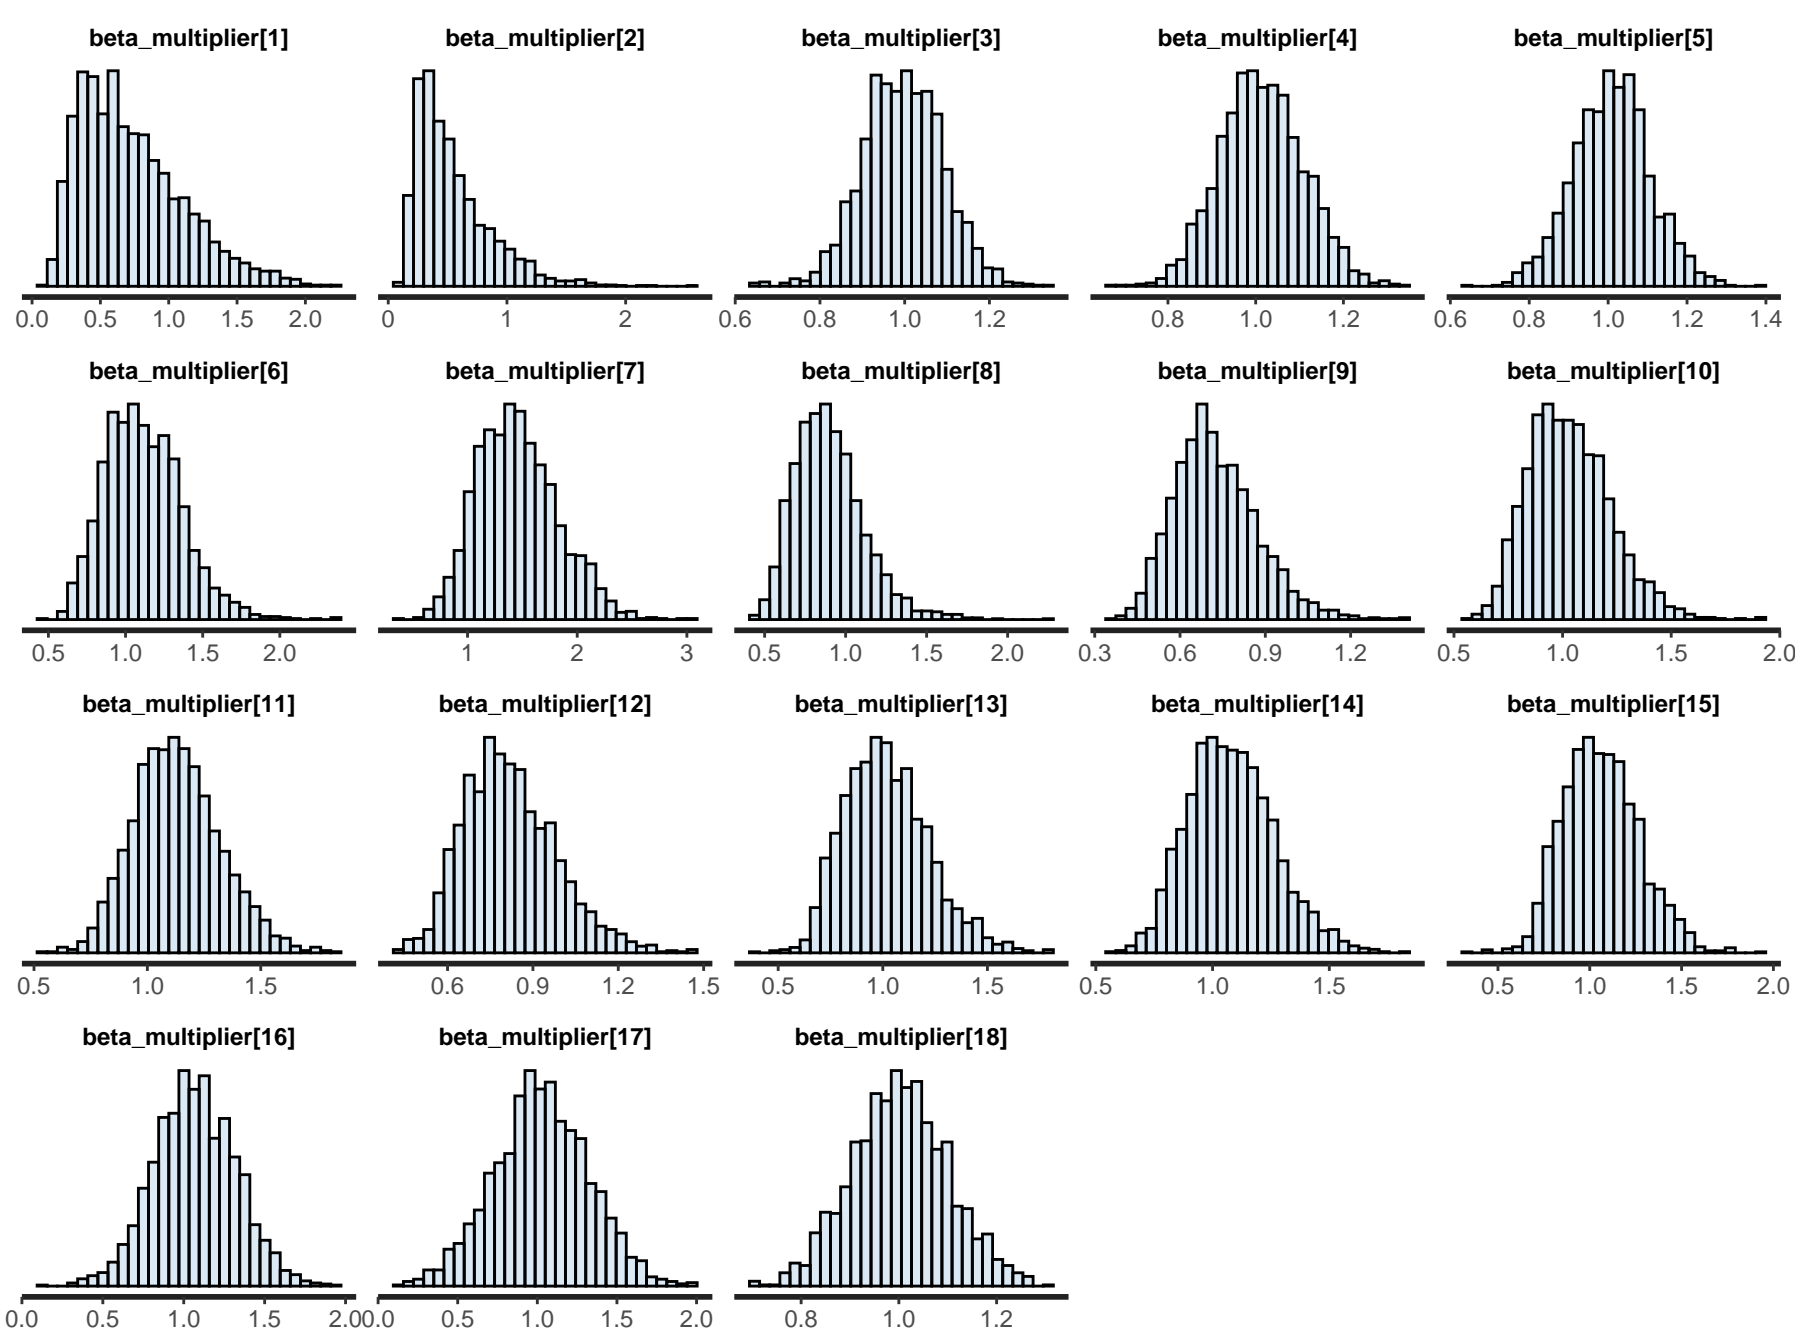 beta_multiplier[1] beta_multiplier[2] beta_multiplier[3] beta_multiplier[4] beta_multiplier[5]
0.0 0.5 1.0 1.5 2.0 0 1 2 0.6 0.8 1.0 1.2 0.8 1.0 1.2 0.6 0.8 1.0 1.2 1.4
beta_multiplier[6] beta_multiplier[7] beta_multiplier[8] beta_multiplier[9] beta_multiplier[10]
0.5 1.0 1.5 2.0 1 2 3 0.5 1.0 1.5 2.0 0.3 0.6 0.9 1.2 0.5 1.0 1.5 2.0
beta_multiplier[11] beta_multiplier[12] beta_multiplier[13] beta_multiplier[14] beta_multiplier[15]
0.5 1.0 1.5 0.6 0.9 1.2 1.5 0.5 1.0 1.5 0.5 1.0 1.5 0.5 1.0 1.5 2.0
beta_multiplier[16] beta_multiplier[17] beta_multiplier[18]
0.0 0.5 1.0 1.5 2.0 0.0 0.5 1.0 1.5 2.0 0.8 1.0 1.2